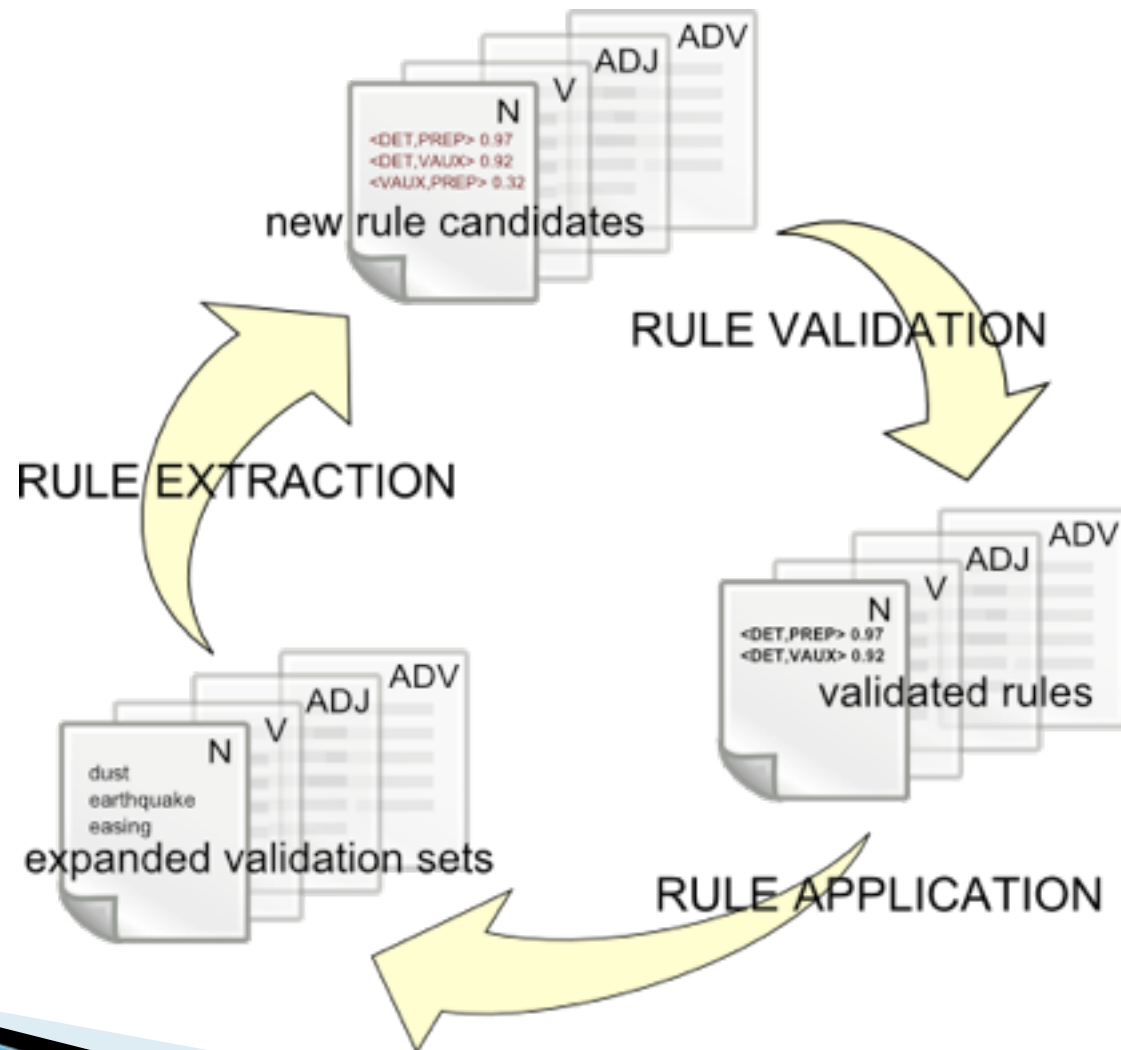 ADV
ADJ
V
N
<DET,PREP> 0.97
<DET,VAUX> 0.92
<VAUX,PREP> 0.32
new rule candidates
RULE VALIDATION
RULE EXTRACTION
ADV
ADJ
V
N
<DET,PREP> 0.97
<DET,VAUX> 0.92
validated rules
ADV
ADJ
V
N
dust
earthquake
easing
expanded validation sets
RULE APPLICATION